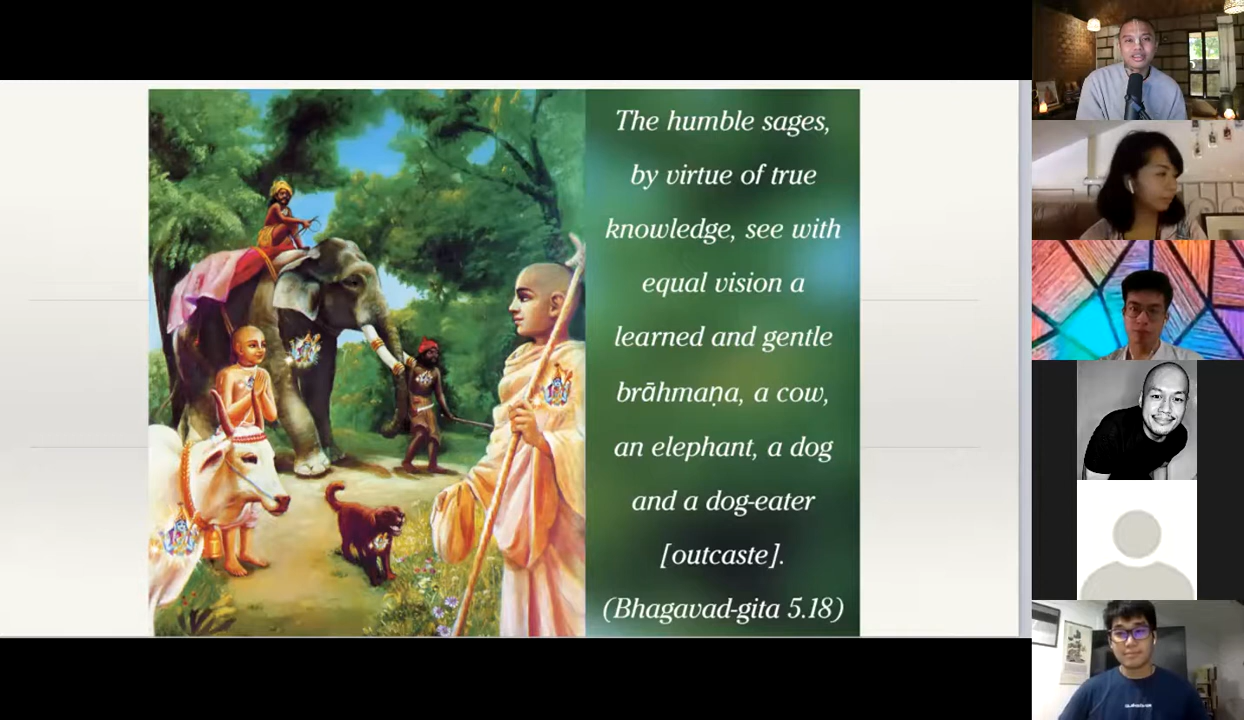 The humble sages,
by virtue of true
knowledge, see with
equal vision a
learned and gentle
brāhmaṇa, a cow,
an elephant, a dog
and a dog-eater
[outcaste].
(Bhagavad-gita 5.18)